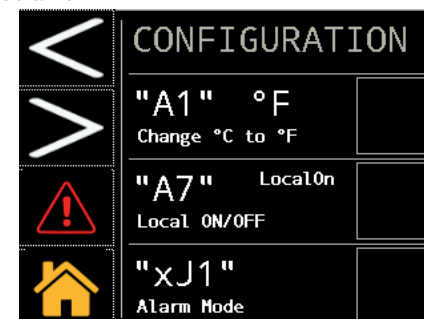 CONFIGURATION
"A1" °F
Change °C to °F
"A7" LocalOn
Local ON/OFF
"xJ1"
Alarm Mode